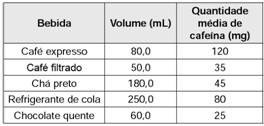 Bebida Volume (mL) Quantidade
média de
cafeína (mg)
Café expresso 80,0 120
Café filtrado 50,0 35
Chá preto 180,0 45
Refrigerante de cola 250,0 80
Chocolate quente 60,0 25